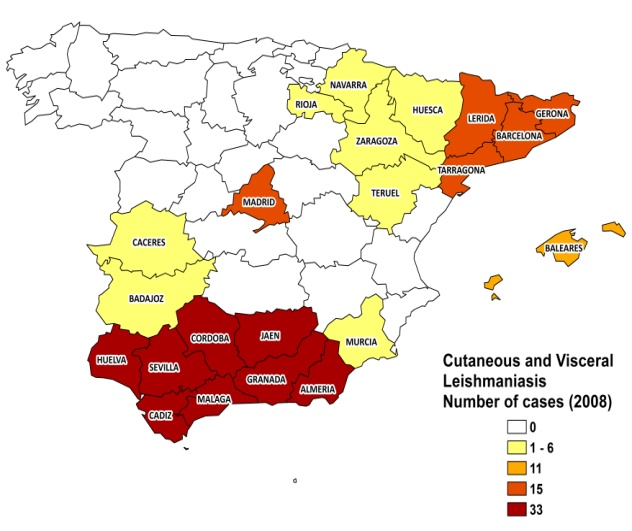 NAVARRA
RIOJA
HUESCA
LERIDA
GERONA
BARCELONA
ZARAGOZA
TARRAGONA
TERUEL
MADRID
CACERES
BALEARES
BADAJOZ
CORDOBA
JAEN
MURCIA
HUELVA
SEVILLA
GRANADA
ALMERIA
MALAGA
CADIZ
Cutaneous and Visceral
Leishmaniasis
Number of cases (2008)
0
1 - 6
11
15
33